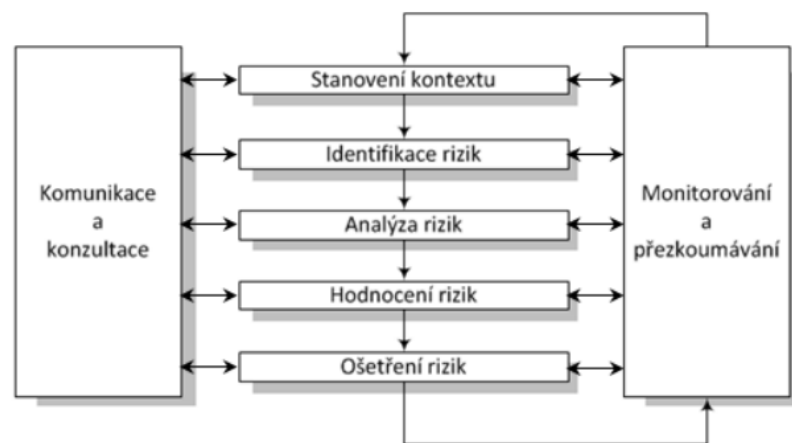 Stanovení kontextu
Identifikace rizik
Komunikace
a
konzultace
Analýza rizik
Monitorování
a
přezkoumávání
Hodnocení rizik
Ošetření rizik